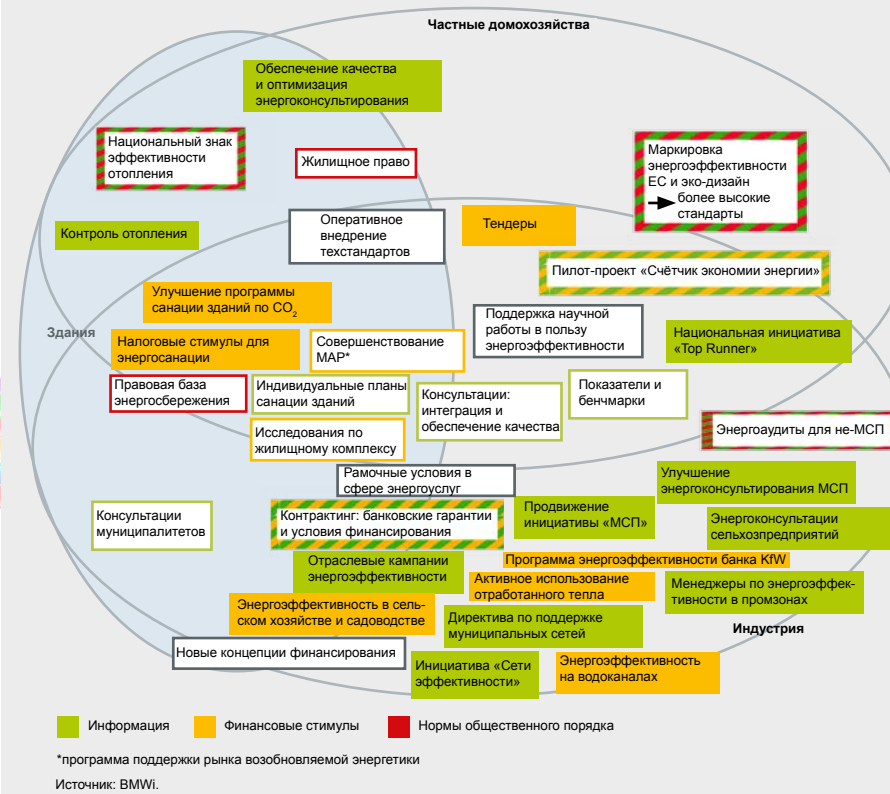 Частные домохозяйства
Обеспечение качества
и оптимизация
энергоконсультирования
Национальный знак
эффективности
отопления
Жилищное право
Маркировка
энергоэффективности
ЕС и эко-дизайн
более высокие
стандарты
Контроль отопления
Оперативное
внедрение
техстандартов
Тендеры
Пилот-проект «Счётчик экономии энергии»
Улучшение программы
санации зданий по CO2
Здания
Налоговые стимулы для
энергосанации
Совершенствование
МАР*
Поддержка научной
работы в пользу
энергоэффективности
Национальная инициатива
«Top Runner»
Правовая база
энергосбережения
Индивидуальные планы
санации зданий
Консультации:
интеграция и
обеспечение качества
Показатели и
бенчмарки
Исследования по
жилищному комплексу
Энергоаудиты для не-МСП
Рамочные условия в
сфере энергоуслуг
Улучшение
энергоконсультирования МСП
Консультации
муниципалитетов
Контрактинг: банковские гарантии
и условия финансирования
Продвижение
инициативы «МСП»
Энергоконсультации
сельхозпредприятий
Отраслевые кампании
энергоэффективности
Программа энергоэффективности банка KfW
Активное использование
отработанного тепла
Менеджеры по энергоэффек-
тивности в промзонах
Энергоэффективность в сель-
ском хозяйстве и садоводстве
Директива по поддержке
муниципальных сетей
Индустрия
Новые концепции финансирования
Инициатива «Сети
эффективности»
Энергоэффективность
на водоканалах
Информация
Финансовые стимулы
Нормы общественного порядка
*программа поддержки рынка возобновляемой энергетики
Источник: BMWi.